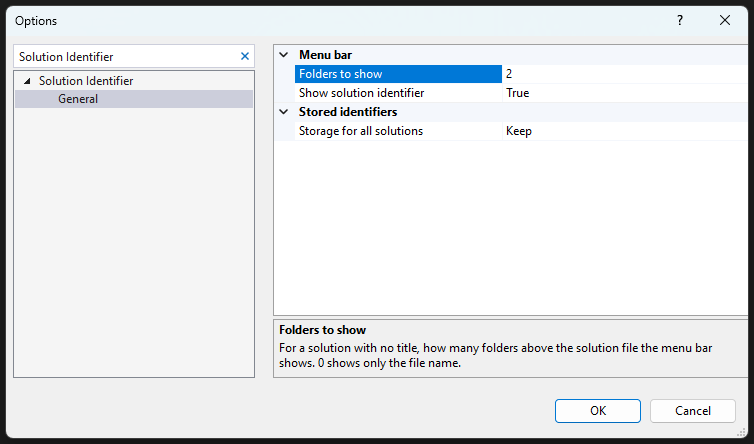 Options
?
Solution Identifier
Solution Identifier
General
Menu bar
Folders to show 2
Show solution identifier True
Stored identifiers
Storage for all solutions Keep
Folders to show
For a solution with no title, how many folders above the solution file the menu bar
shows. 0 shows only the file name.
OK Cancel